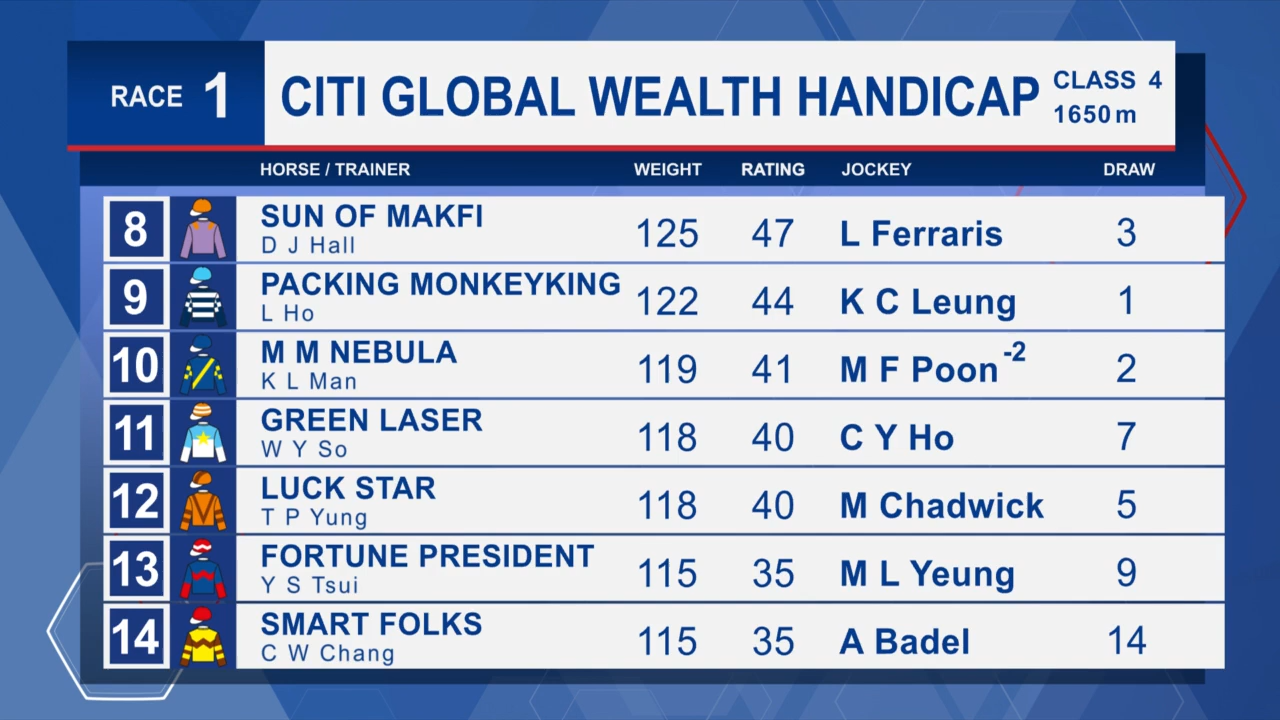 RACE 1 CITI GLOBAL WEALTH HANDICAP CLASS 4
1650m
HORSE / TRAINER WEIGHT RATING JOCKEY DRAW
8 SUN OF MAKFI 125 47 L Ferraris 3
D J Hall
9 PACKING MONKEYKING 122 44 K C Leung 1
L Ho
10 M M NEBULA 119 41 M F Poon -2 2
K L Man
11 GREEN LASER 118 40 C Y Ho 7
W Y So
12 LUCK STAR 118 40 M Chadwick 5
T P Yung
13 FORTUNE PRESIDENT 115 35 M L Yeung 9
Y S Tsui
14 SMART FOLKS 115 35 A Badel 14
C W Chang